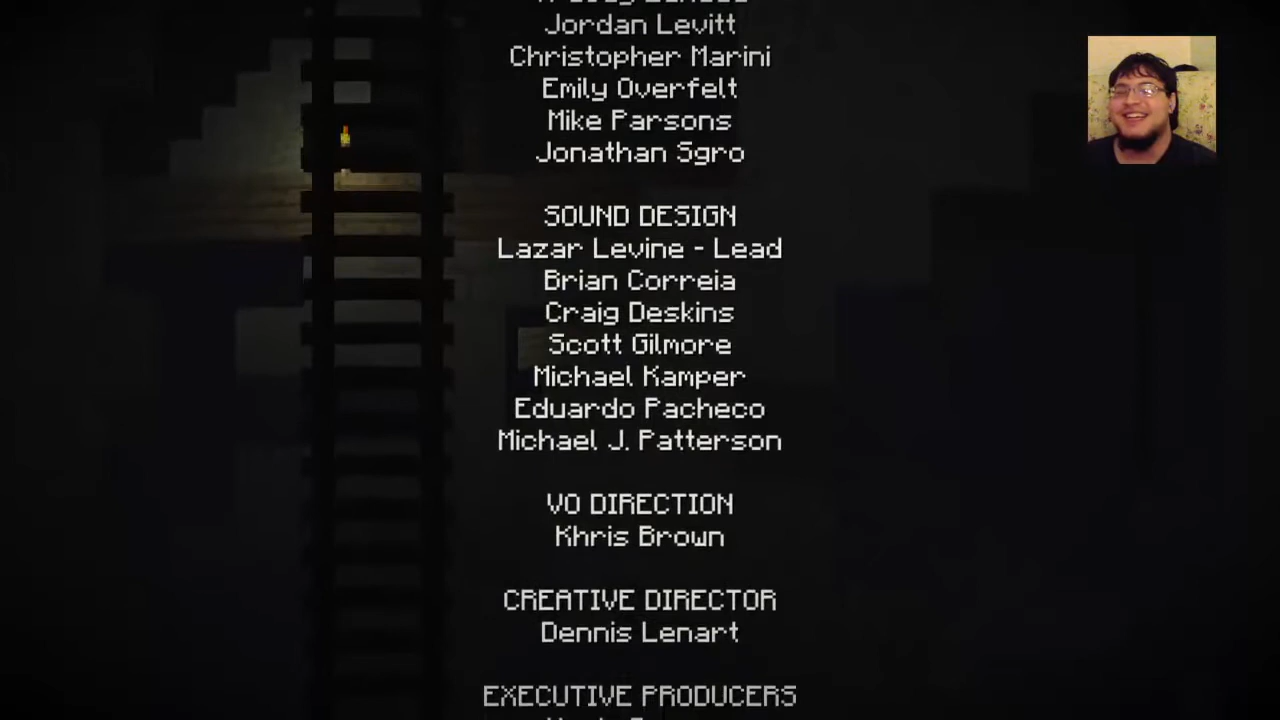 Jordan Levitt
Christopher Marini
Emily Overfelt
Mike Parsons
Jonathan Sgro
SOUND DESIGN
Lazar Levine - Lead
Brian Correia
Craig Deskins
Scott Gilmore
Michael Kamper
Eduardo Pacheco
Michael J. Patterson
VO DIRECTION
Khris Brown
CREATIVE DIRECTOR
Dennis Lenart
EXECUTIVE PRODUCERS